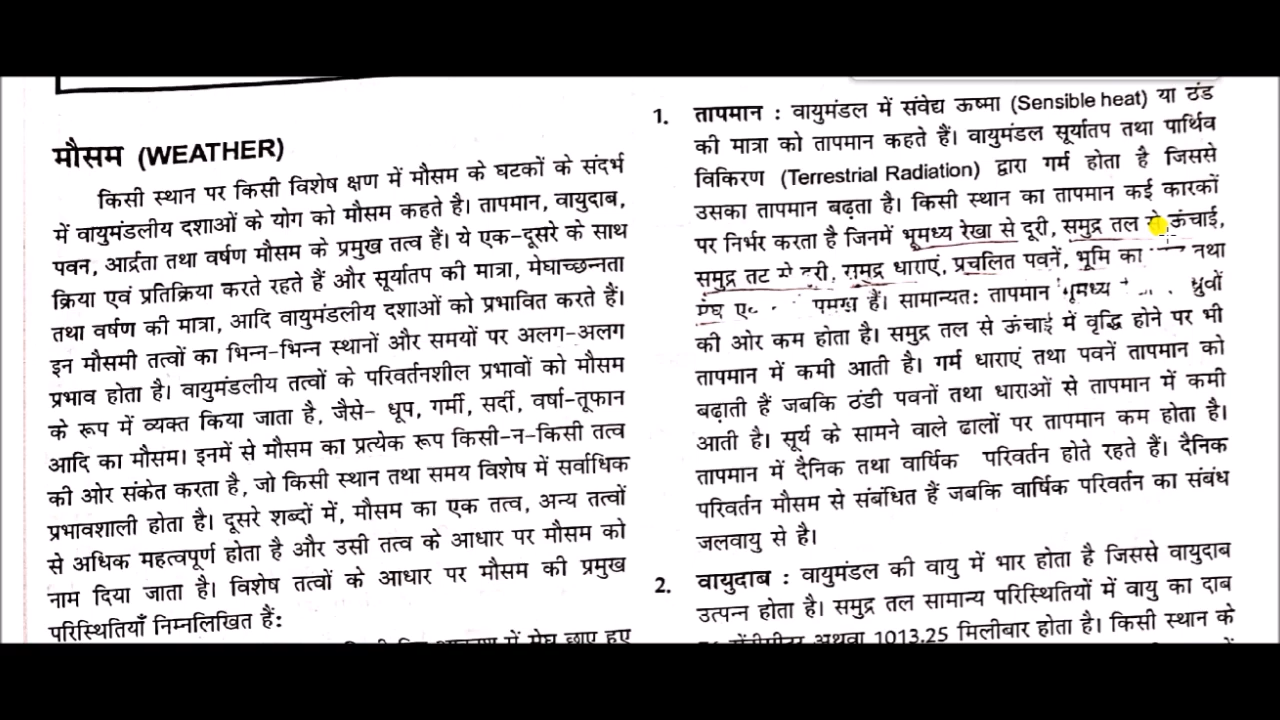 मौसम (WEATHER)
किसी स्थान पर किसी विशेष क्षण में मौसम के घटकों के संदर्भ
में वायुमंडलीय दशाओं के योग को मौसम कहते है। तापमान, वायुदाब,
पवन, आर्द्रता तथा वर्षण मौसम के प्रमुख तत्व हैं। ये एक-दूसरे के साथ
क्रिया एवं प्रतिक्रिया करते रहते हैं और सूर्यातप की मात्रा, मेघाच्छन्नता
तथा वर्षण की मात्रा, आदि वायुमंडलीय दशाओं को प्रभावित करते हैं।
इन मौसमी तत्वों का भिन्न-भिन्न स्थानों और समयों पर अलग-अलग
प्रभाव होता है। वायुमंडलीय तत्वों के परिवर्तनशील प्रभावों को मौसम
के रूप में व्यक्त किया जाता है, जैसे- धूप, गर्मी, सर्दी, वर्षा-तूफान
आदि का मौसम। इनमें से मौसम का प्रत्येक रूप किसी-न-किसी तत्व
की ओर संकेत करता है, जो किसी स्थान तथा समय विशेष में सर्वाधिक
प्रभावशाली होता है। दूसरे शब्दों में, मौसम का एक तत्व, अन्य तत्वों
से अधिक महत्वपूर्ण होता है और उसी तत्व के आधार पर मौसम को
नाम दिया जाता है। विशेष तत्वों के आधार पर मौसम की प्रमुख
परिस्थितियाँ निम्नलिखित हैं:
में मेघ छाए हुए
1. तापमान : वायुमंडल में संवेद्य ऊष्मा (Sensible heat) या ठंड
की मात्रा को तापमान कहते हैं। वायुमंडल सूर्यातप तथा पार्थिव
विकिरण (Terrestrial Radiation) द्वारा गर्म होता है जिससे
उसका तापमान बढ़ता है। किसी स्थान का तापमान कई कारकों
पर निर्भर करता है जिनमें भूमध्य रेखा से दूरी, समुद्र तल ऊंचाई,
समुद्र तट दूरी, समुद्र धाराएं, प्रचलित पवनें, भूमि का तथा
हैं। सामान्यतः तापमान ध्रुवों
की ओर कम होता है। समुद्र तल से ऊंचाई में वृद्धि होने पर भी
तापमान में कमी आती है। गर्म धाराएं तथा पवनें तापमान को
बढ़ाती हैं जबकि ठंडी पवनों तथा धाराओं से तापमान में कमी
आती है। सूर्य के सामने वाले ढालों पर तापमान कम होता है।
तापमान में दैनिक तथा वार्षिक परिवर्तन होते रहते हैं। दैनिक
परिवर्तन मौसम से संबंधित हैं जबकि वार्षिक परिवर्तन का संबंध
जलवायु से है।
2. वायुदाब : वायुमंडल की वायु में भार होता है जिससे वायुदाब
उत्पन्न होता है। समुद्र तल सामान्य परिस्थितियों में वायु का दाब
अथवा 1013.25 मिलीबार होता है। किसी स्थान के